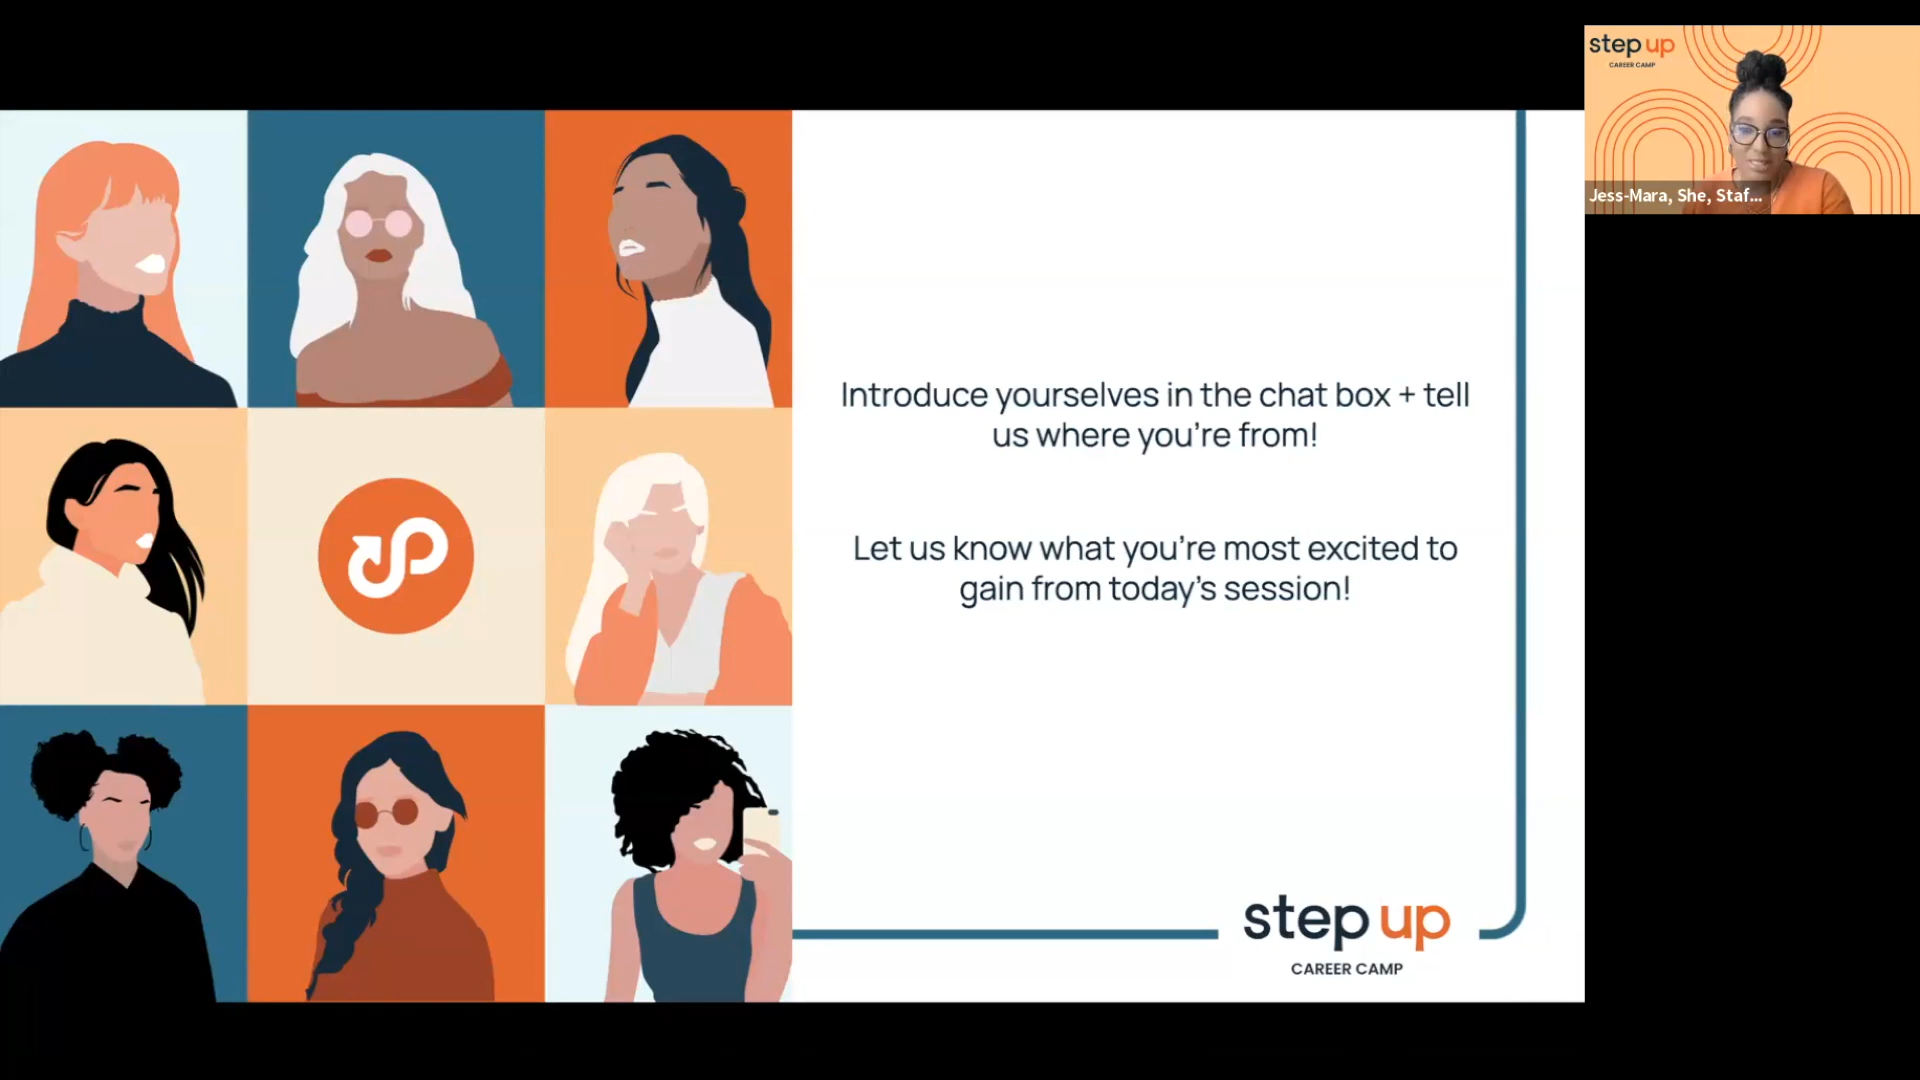 step up
CAREER CAMP
Jess-Mara, She, Staf...
Introduce yourselves in the chat box + tell
us where you're from!
Let us know what you're most excited to
gain from today's session!
step up
CAREER CAMP